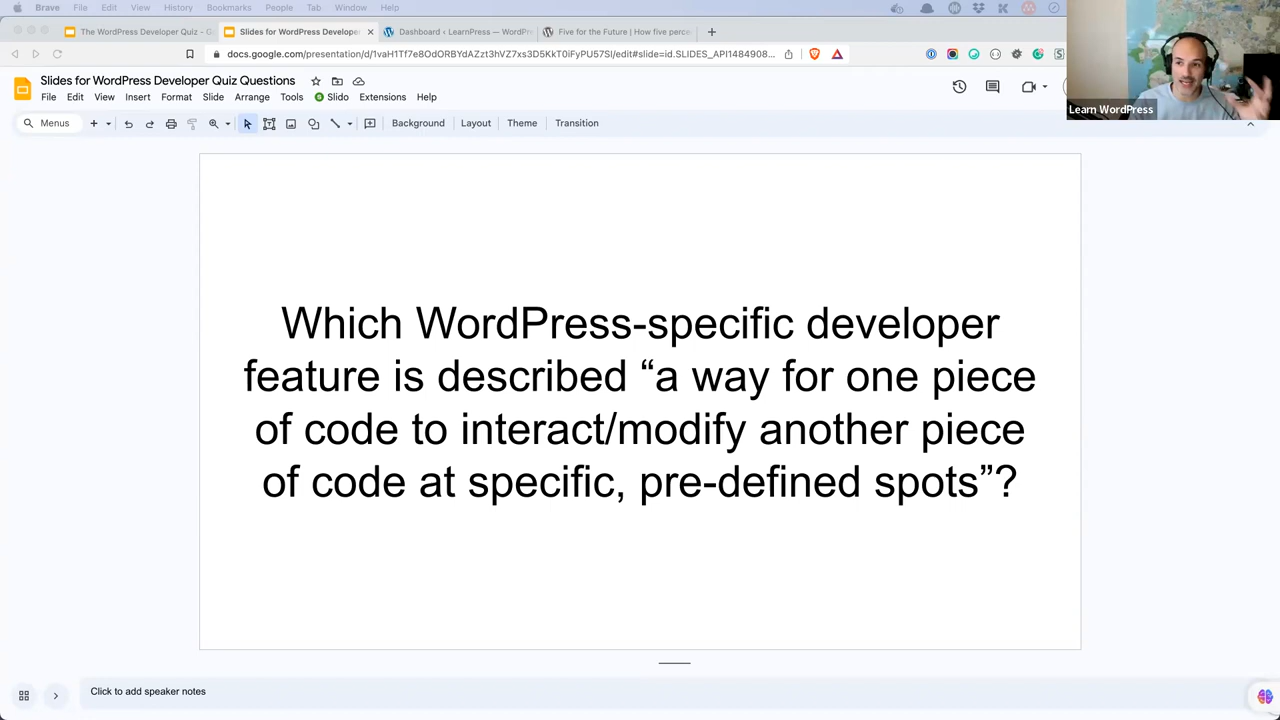 Brave File Edit View History Bookmarks People Tab Window Help
The WordPress Developer Quiz - G
Slides for WordPress Developer
Dashboard < LearnPress — WordPr
Five for the Future | How five perce
docs.google.com/presentation/d/1vaH1Tf7e8OdORBYdAZzt3hVZ7xs3D5KkT0iFyPU57SI/edit#slide=id.SLIDES_API1484908...
Slides for WordPress Developer Quiz Questions
File Edit View Insert Format Slide Arrange Tools Slido Extensions Help
Learn WordPress
Menus
Background Layout Theme Transition
Which WordPress-specific developer
feature is described “a way for one piece
of code to interact/modify another piece
of code at specific, pre-defined spots”?
Click to add speaker notes